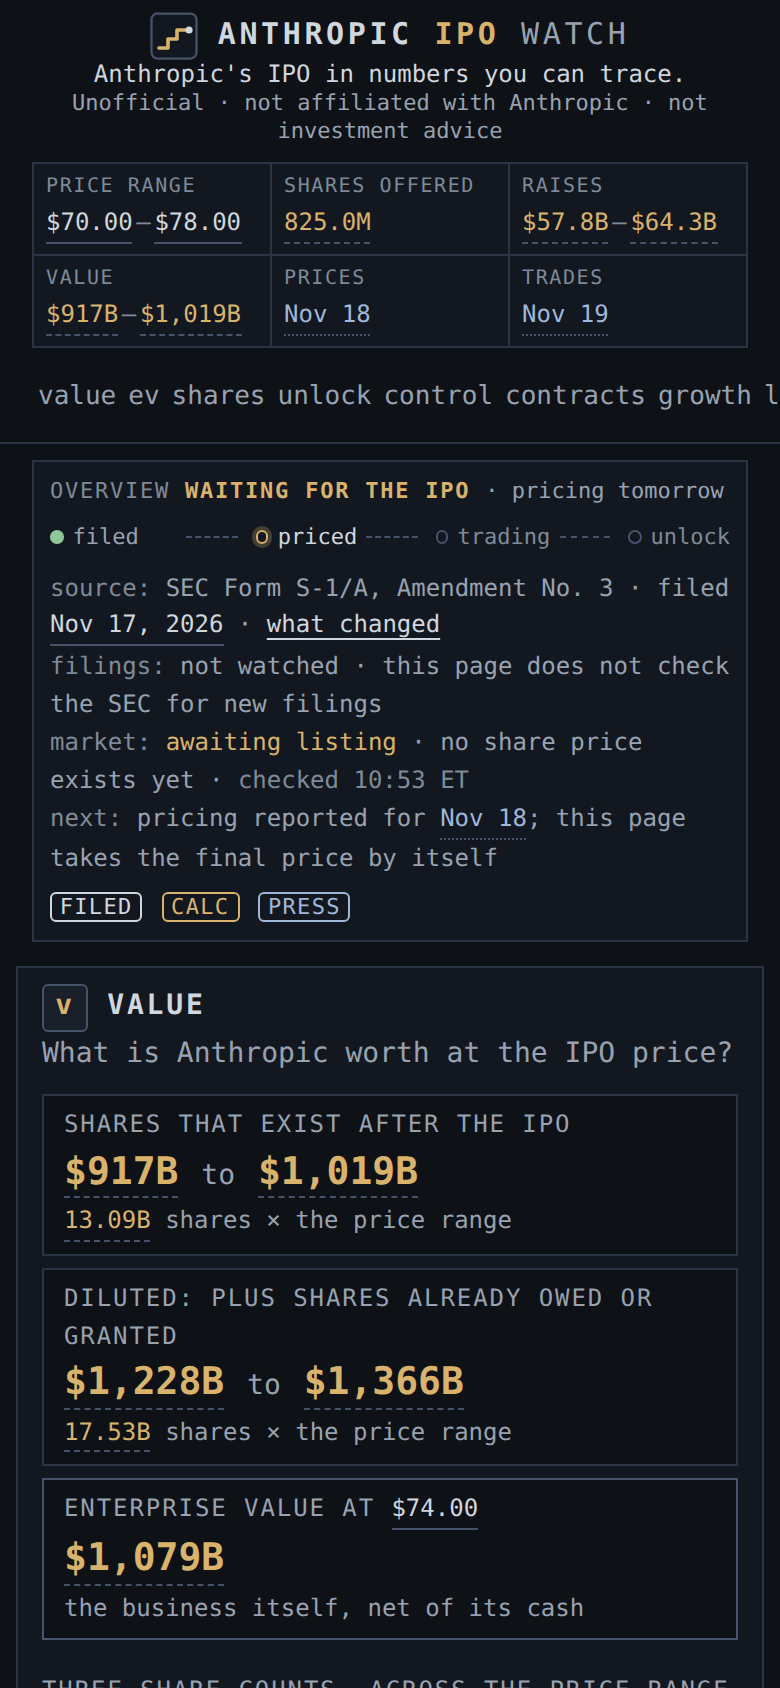 ANTHROPIC IPO WATCH
Anthropic's IPO in numbers you can trace.
Unofficial · not affiliated with Anthropic · not
investment advice
PRICE RANGE SHARES OFFERED RAISES
$70.00–$78.00 825.0M $57.8B–$64.3B
VALUE PRICES TRADES
$917B–$1,019B Nov 18 Nov 19
value ev shares unlock control contracts growth l
OVERVIEW WAITING FOR THE IPO · pricing tomorrow
filed priced trading unlock
source: SEC Form S-1/A, Amendment No. 3 · filed
Nov 17, 2026 · what changed
filings: not watched · this page does not check
the SEC for new filings
market: awaiting listing · no share price
exists yet · checked 10:53 ET
next: pricing reported for Nov 18; this page
takes the final price by itself
FILED CALC PRESS
v VALUE
What is Anthropic worth at the IPO price?
SHARES THAT EXIST AFTER THE IPO
$917B to $1,019B
13.09B shares × the price range
DILUTED: PLUS SHARES ALREADY OWED OR
GRANTED
$1,228B to $1,366B
17.53B shares × the price range
ENTERPRISE VALUE AT $74.00
$1,079B
the business itself, net of its cash
THREE SHARE COUNTS, ACROSS THE PRICE RANGE